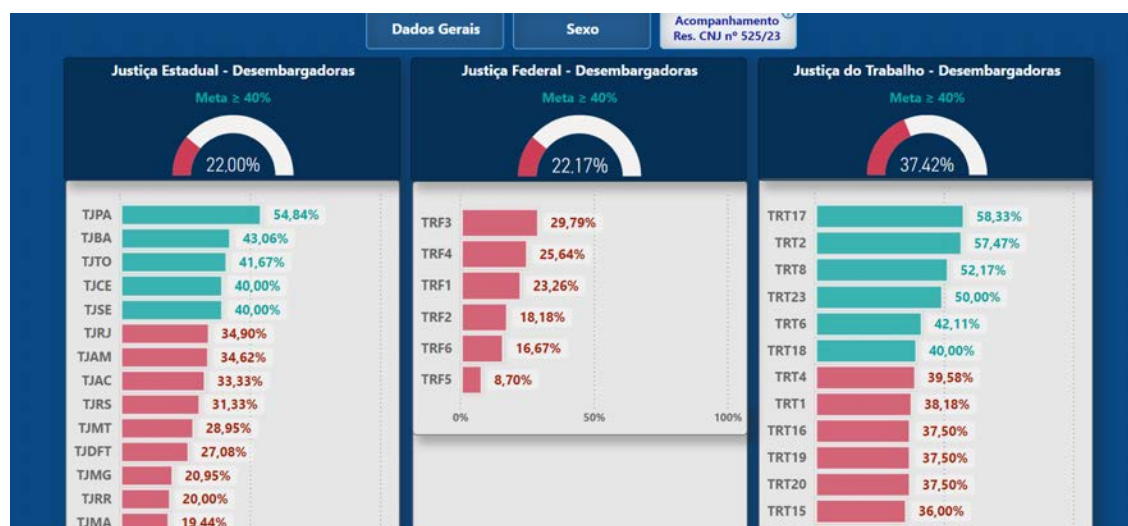 Dados Gerais
Sexo
Acompanhamento
Res. CNJ nº 525/23
Justiça Estadual - Desembargadoras
Meta ≥ 40%
22,00%
TJPA 54,84%
TJBA 43,06%
TJTO 41,67%
TJCE 40,00%
TJSE 40,00%
TJRJ 34,90%
TJAM 34,62%
TJAC 33,33%
TJRS 31,33%
TJMT 28,95%
TJDFT 27,08%
TJMG 20,95%
TJRR 20,00%
TJMA 19,44%
Justiça Federal - Desembargadoras
Meta ≥ 40%
22,17%
TRF3 29,79%
TRF4 25,64%
TRF1 23,26%
TRF2 18,18%
TRF6 16,67%
TRF5 8,70%
0% 50% 100%
Justiça do Trabalho - Desembargadoras
Meta ≥ 40%
37,42%
TRT17 58,33%
TRT2 57,47%
TRT8 52,17%
TRT23 50,00%
TRT6 42,11%
TRT18 40,00%
TRT4 39,58%
TRT1 38,18%
TRT16 37,50%
TRT19 37,50%
TRT20 37,50%
TRT15 36,00%